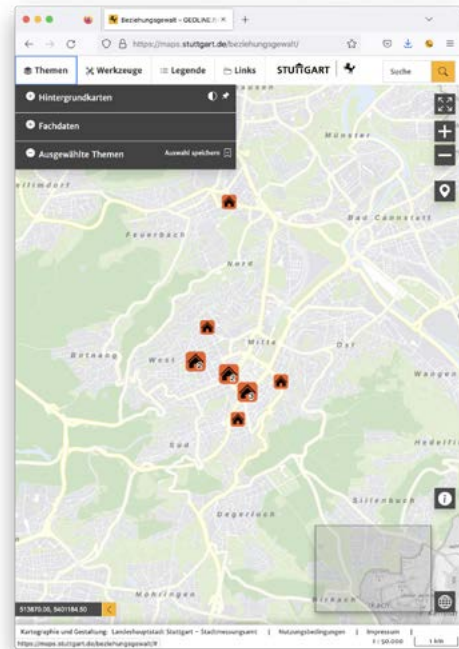 Beziehungsgewalt – GEOLINE.
https://maps.stuttgart.de/beziehungsgewalt/
Themen Werkzeuge Legende Links STUTTGART Suche
Hintergrundkarten
Fachdaten
Ausgewählte Themen Auswahl speichern
Münster
Bad Cannstatt
Feuerbach
Nord
Botnang West Mitte Ost
Wangen
Süd
Sillenbuch
Degerloch
Möhringen
Birkach
513870.00, 5401184.50
Kartographie und Gestaltung: Landeshauptstadt Stuttgart – Stadtmessungsamt | Nutzungsbedingungen | Impressum |
https://maps.stuttgart.de/beziehungsgewalt/# 1 : 50.000 1 km